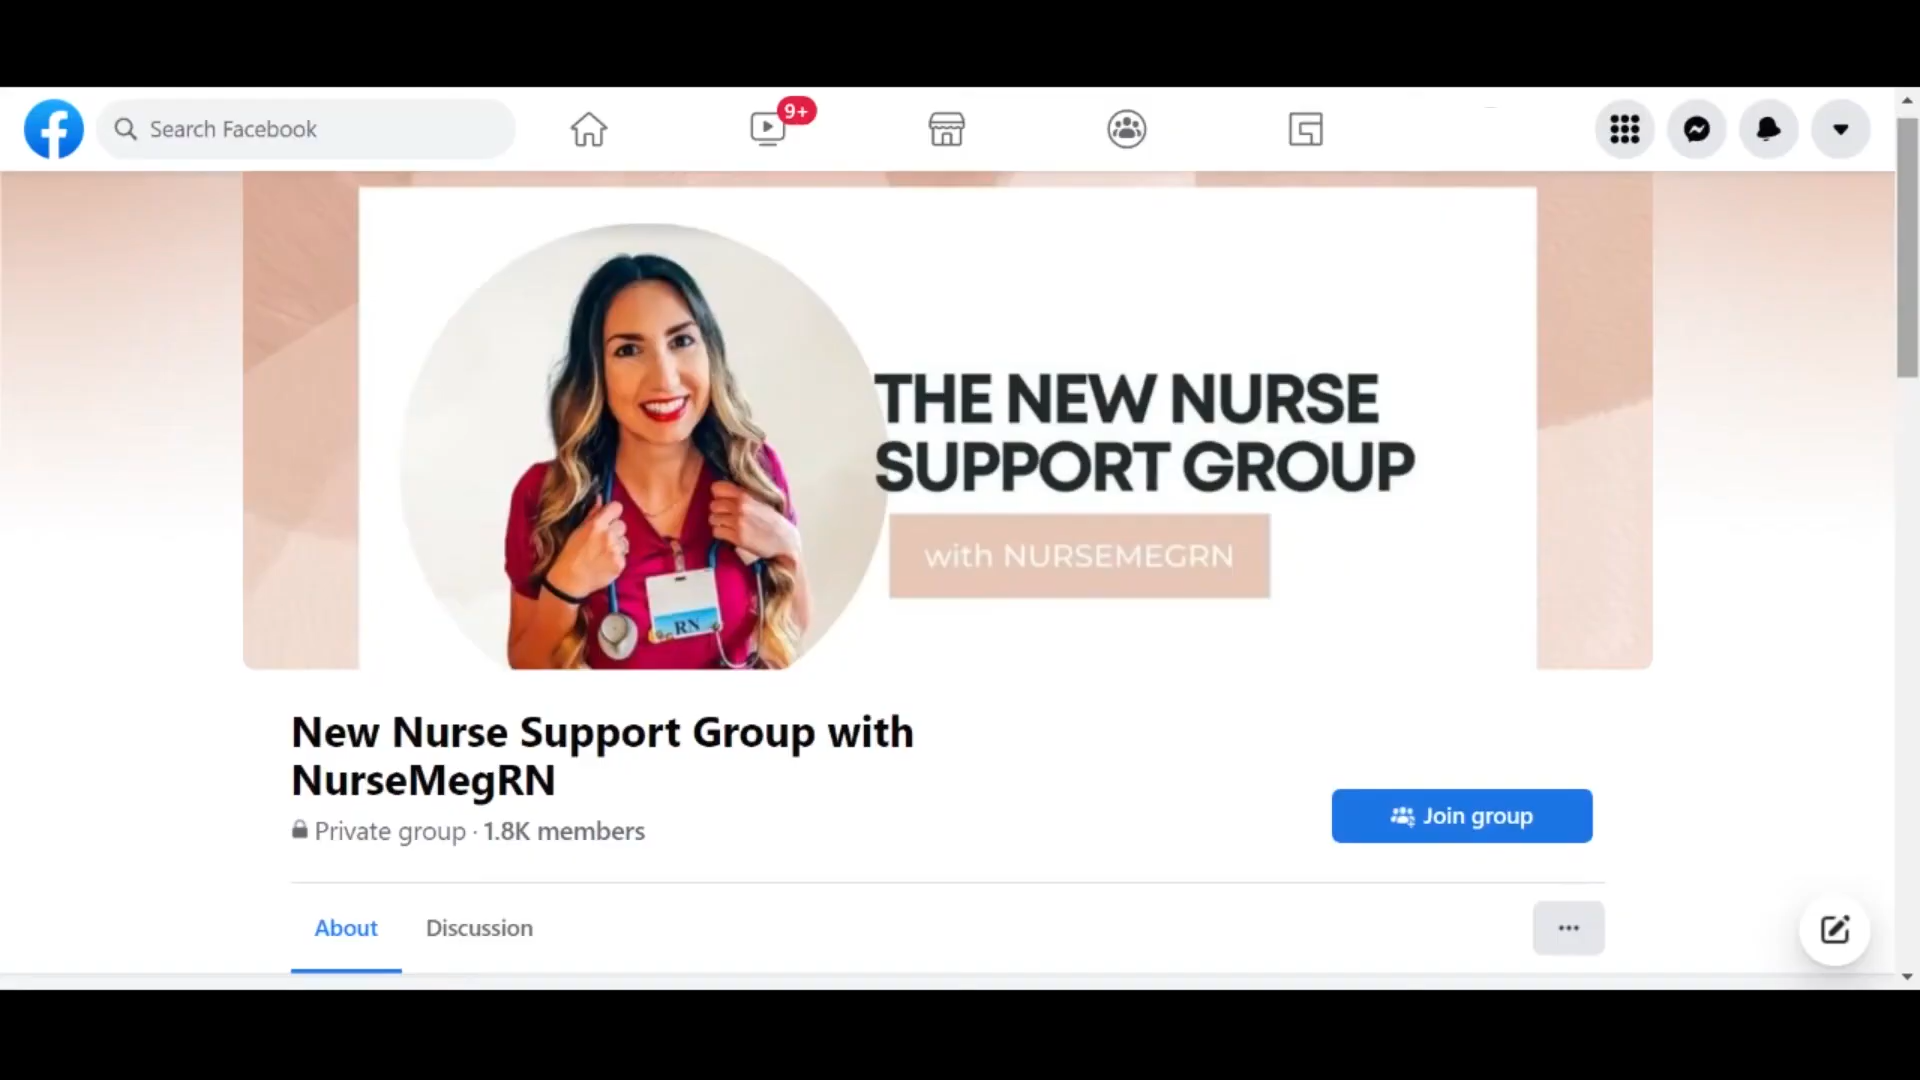 Search Facebook
9+
THE NEW NURSE
SUPPORT GROUP
with NURSEMEGRN
RN
New Nurse Support Group with
NurseMegRN
Private group · 1.8K members
Join group
About
Discussion